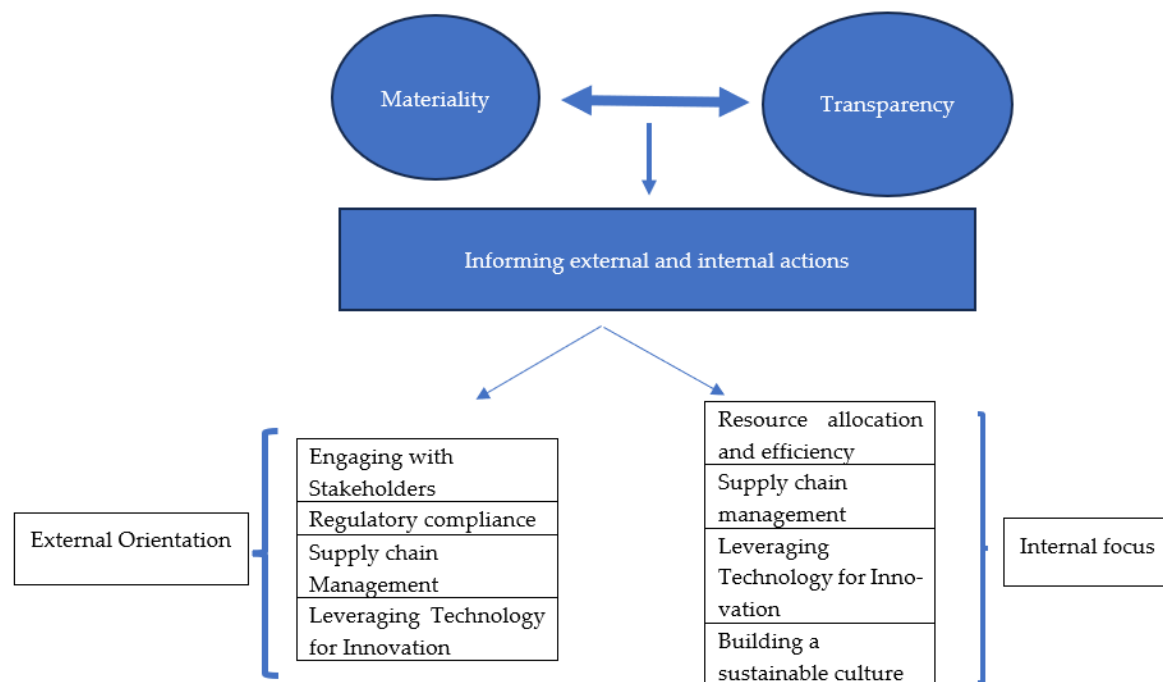 Materiality
Transparency
Informing external and internal actions
External Orientation
Engaging with
Stakeholders
Regulatory compliance
Supply chain
Management
Leveraging Technology
for Innovation
Resource allocation
and efficiency
Supply chain
management
Leveraging
Technology for Inno-
vation
Building a
sustainable culture
Internal focus